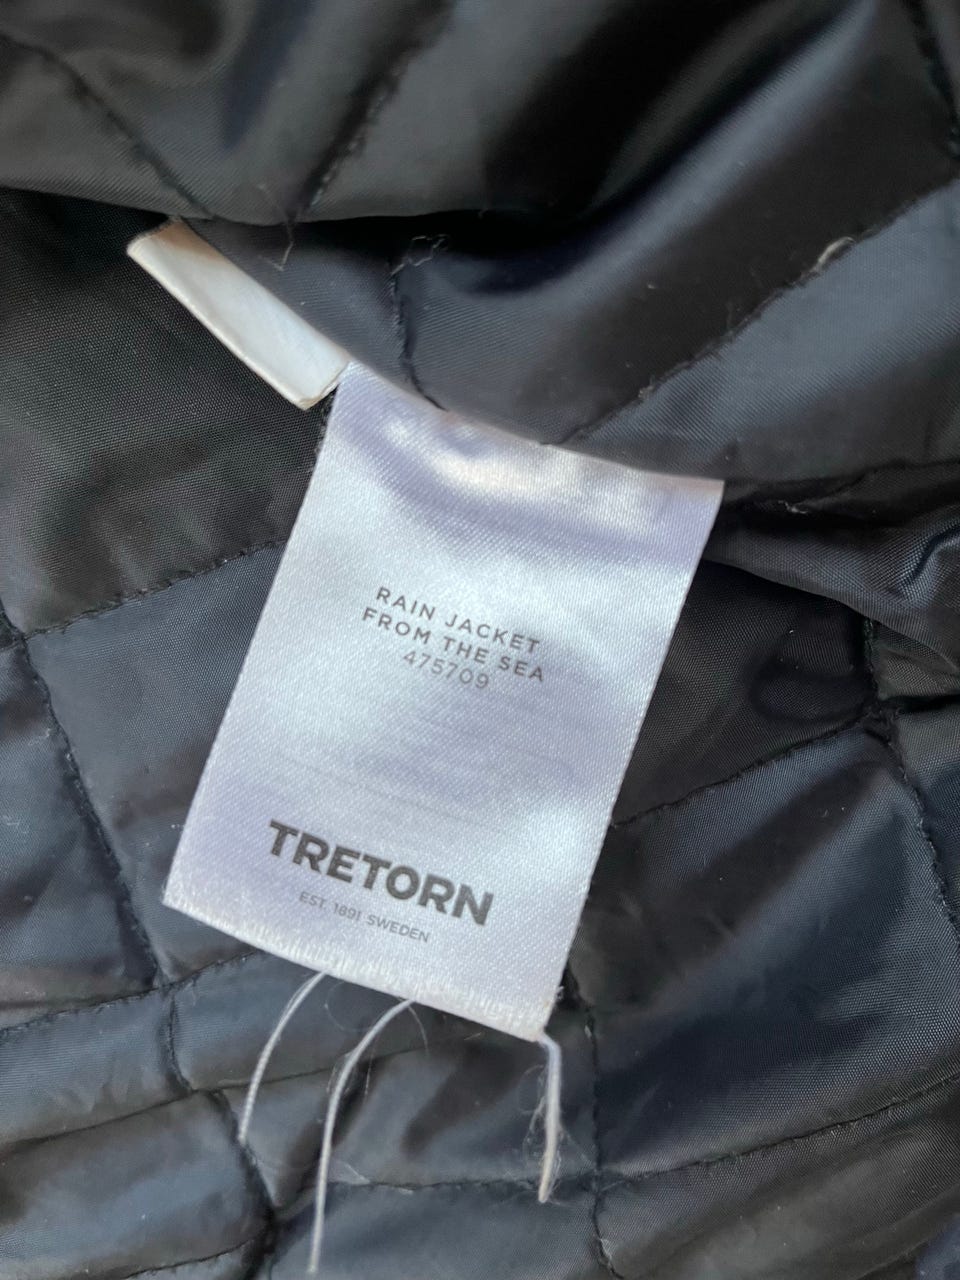 RAIN JACKET
FROM THE SEA
475709
TRETORN
EST. 1891 SWEDEN